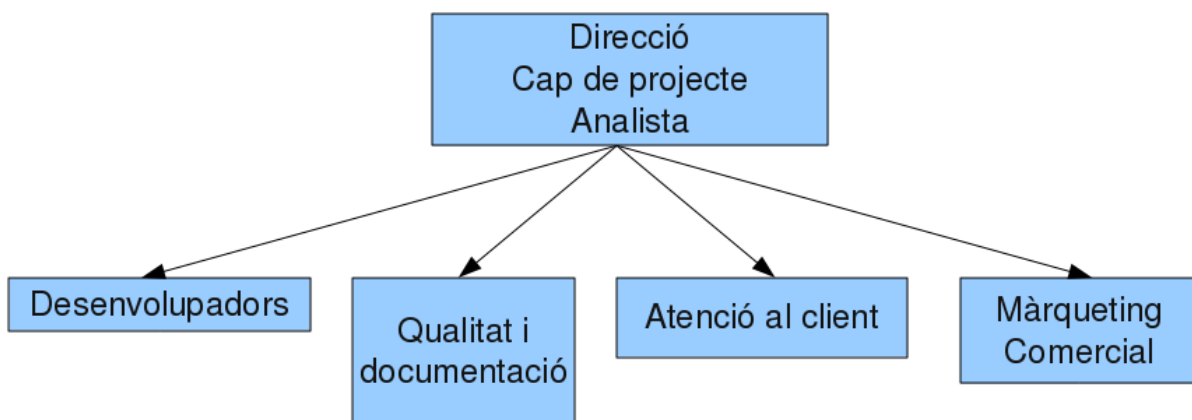 Direcció
Cap de projecte
Analista
Desenvolupadors
Qualitat i
documentació
Atenció al client
Màrqueting
Comercial